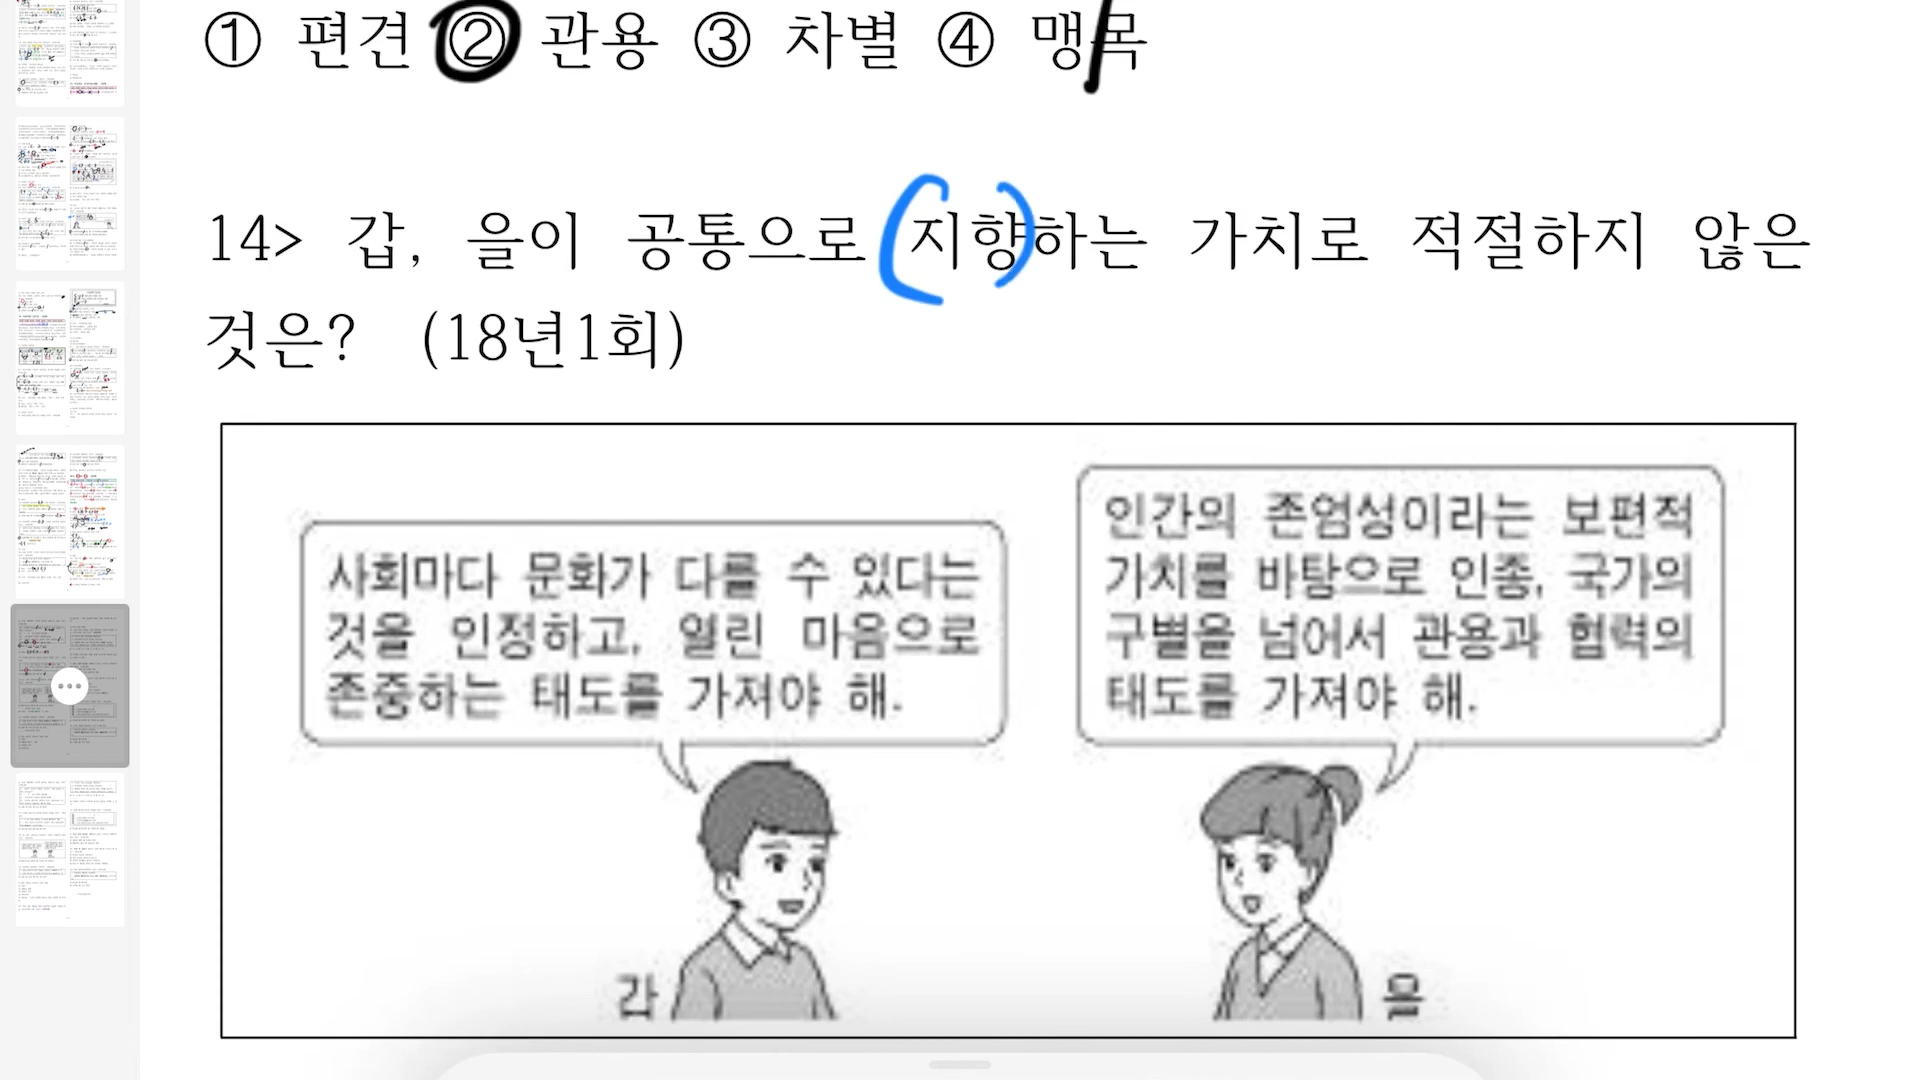 ① 편견 ② 관용 ③ 차별 ④ 맹목
14> 갑, 을이 공통으로 지향하는 가치로 적절하지 않은
것은? (18년1회)
사회마다 문화가 다를 수 있다는
것을 인정하고, 열린 마음으로
존중하는 태도를 가져야 해.
인간의 존엄성이라는 보편적
가치를 바탕으로 인종, 국가의
구별을 넘어서 관용과 협력의
태도를 가져야 해.
갑
을